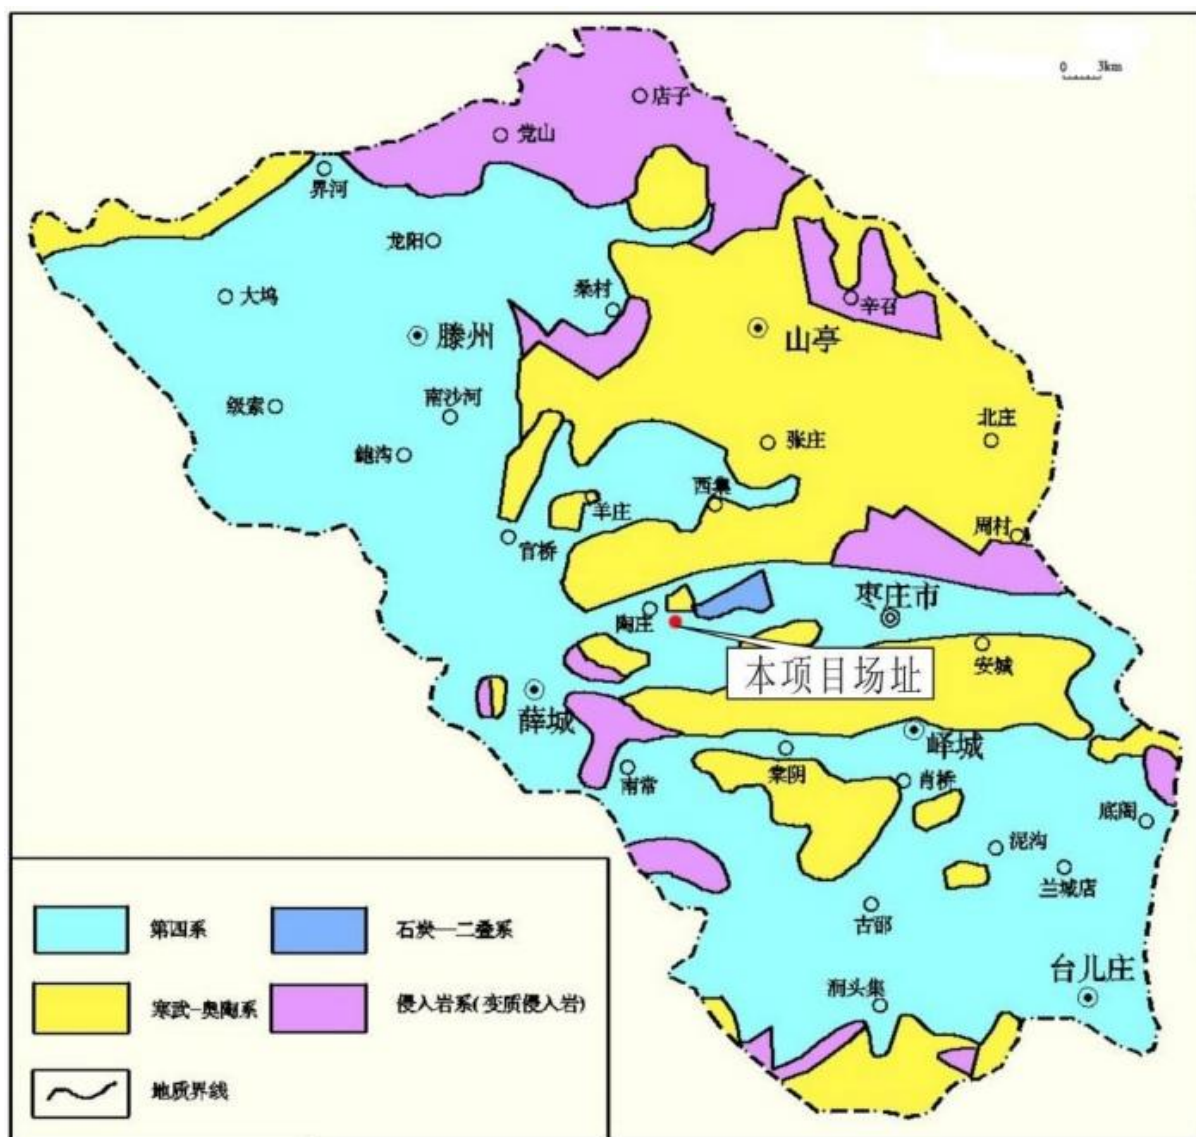 0 3km
店子
党山
界河
龙阳
大坞
桑村
辛召
滕州
山亭
级索
南沙河
北庄
张庄
鲍沟
西集
羊庄
周村
官桥
枣庄市
陶庄
本项目场址
安城
薛城
峄城
棠阴
南常
肖桥
底阁
泥沟
兰城店
古邵
台儿庄
涧头集
第四系
石炭—二叠系
寒武-奥陶系
侵入岩系(变质侵入岩)
地质界线